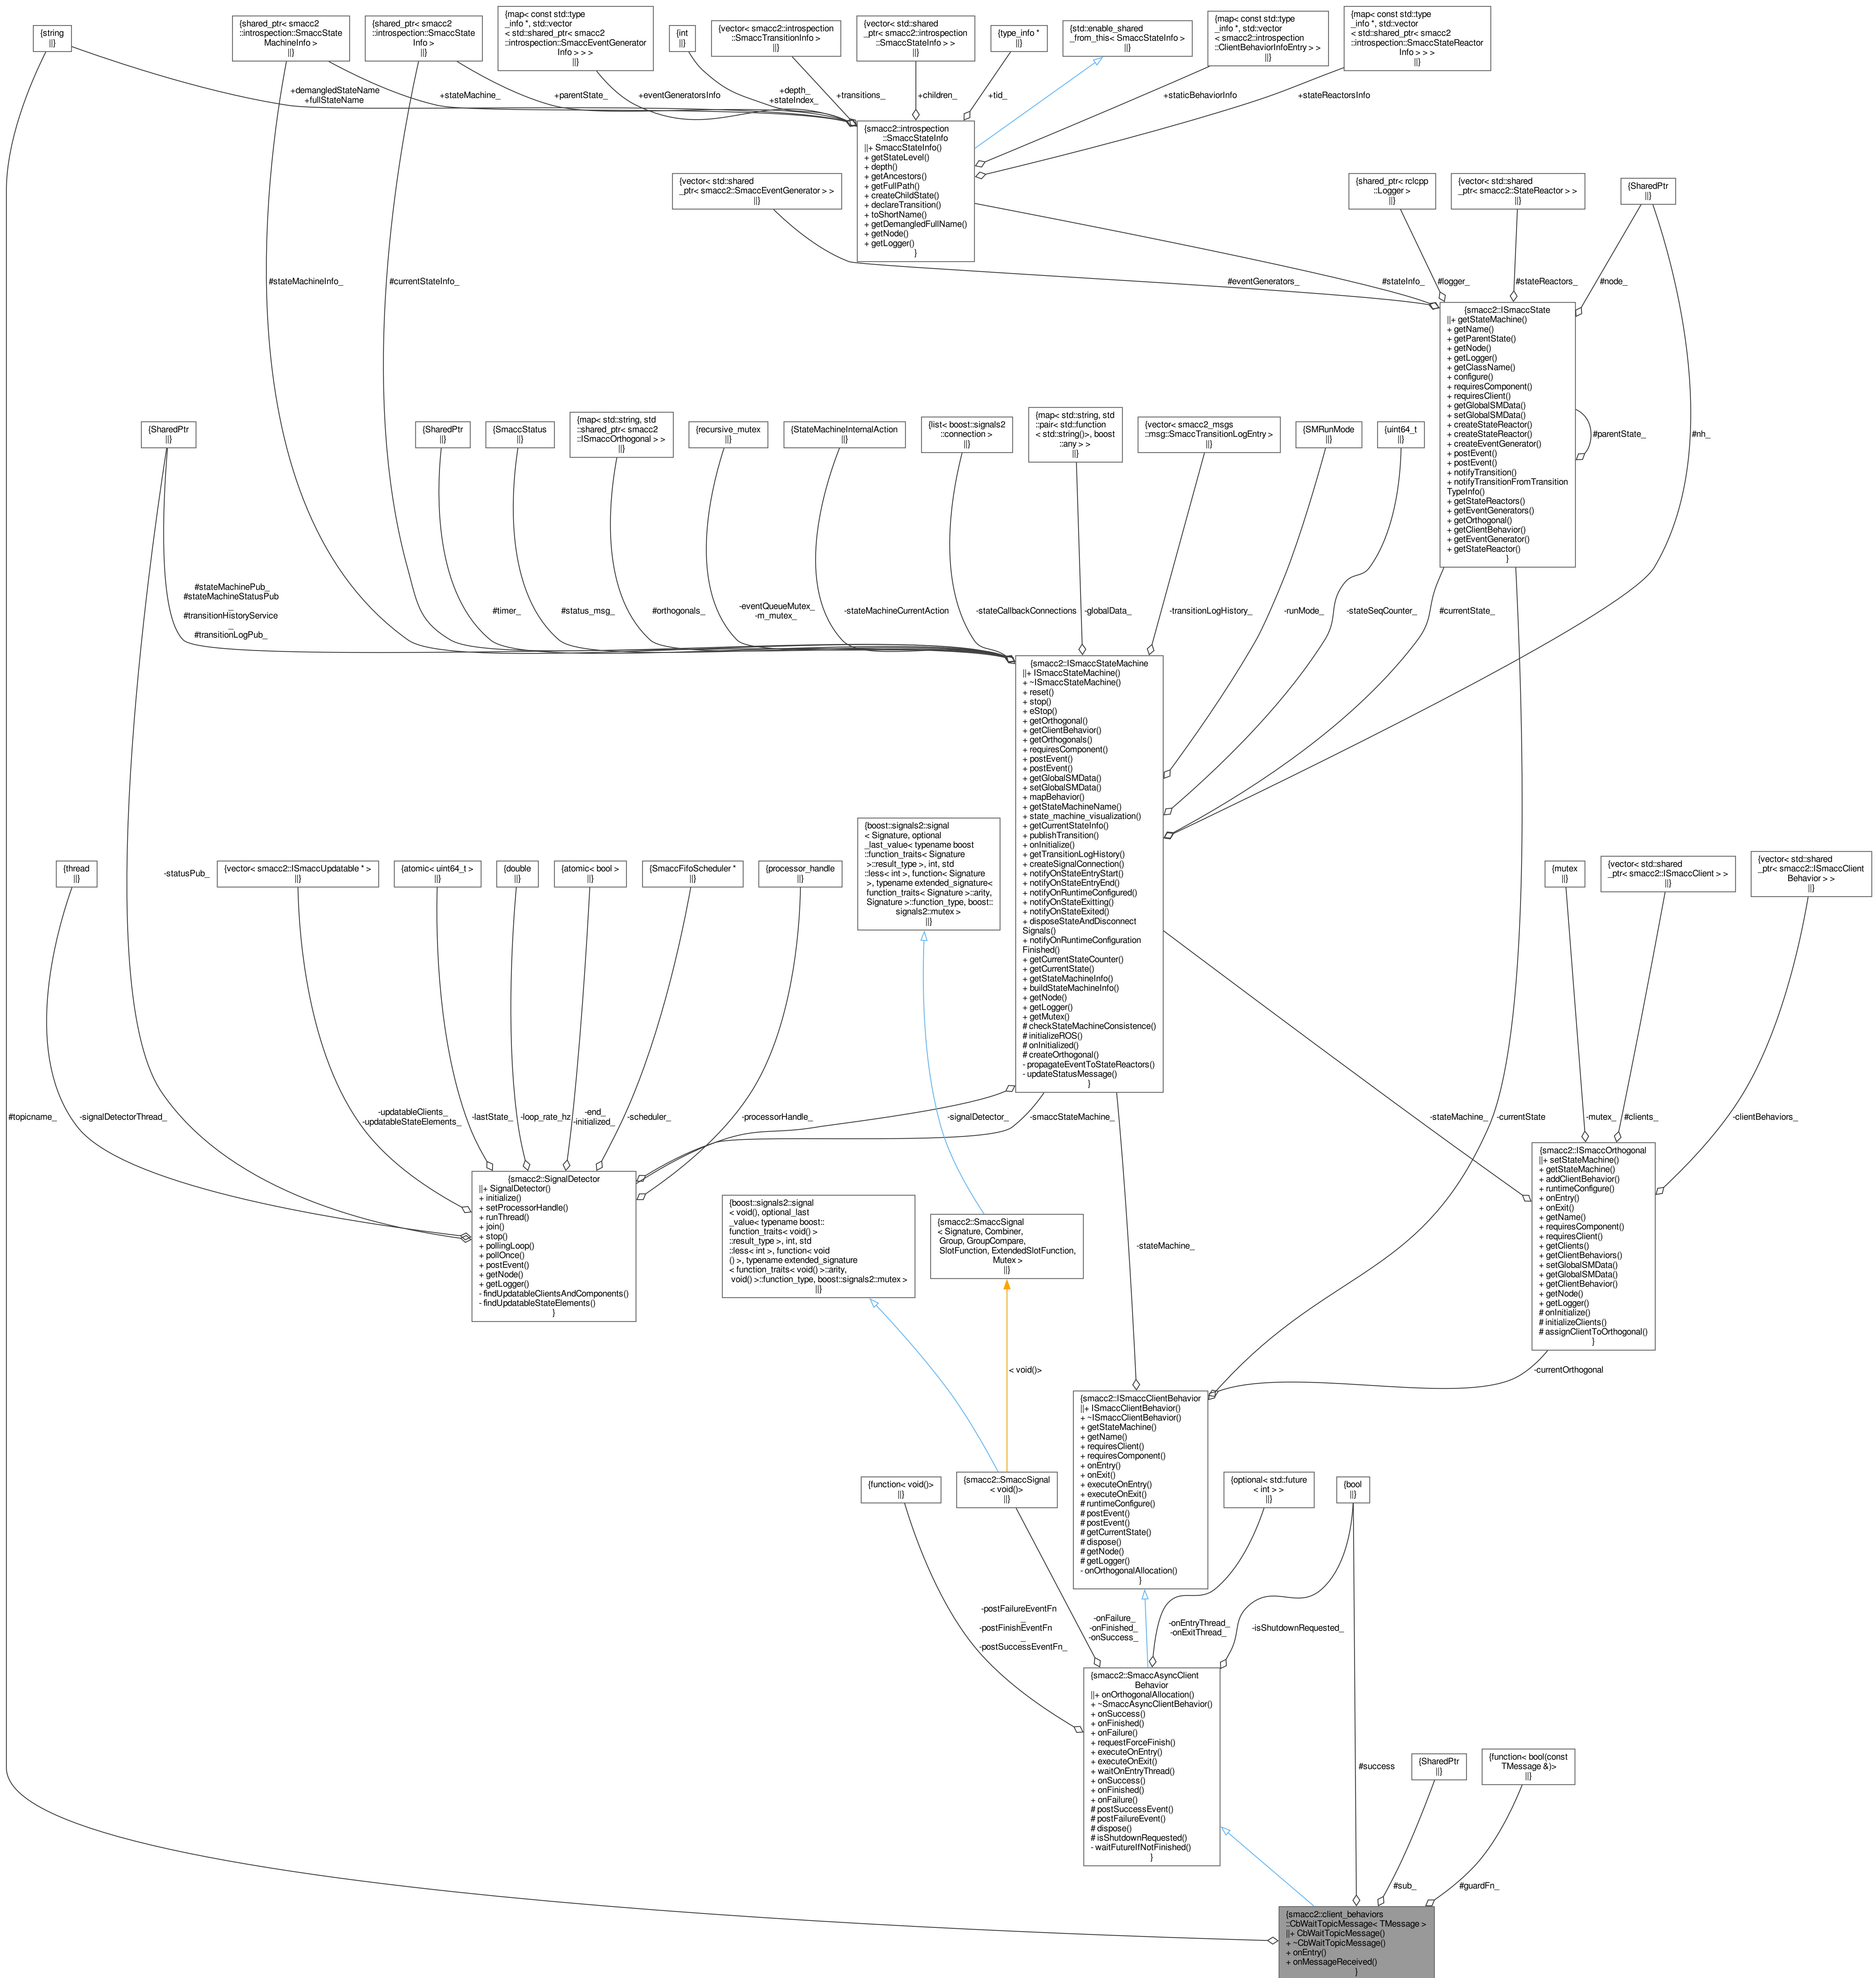 {string
||}
{shared_ptr< smacc2
::introspection::SmaccState
MachineInfo >
||}
{shared_ptr< smacc2
::introspection::SmaccState
Info >
||}
{map< const std::type
_info *, std::vector
< std::shared_ptr< smacc2
::introspection::SmaccEventGenerator
Info > > >
||}
{int
||}
{vector< smacc2::introspection
::SmaccTransitionInfo >
||}
{vector< std::shared
_ptr< smacc2::introspection
::SmaccStateInfo > >
||}
{type_info *
||}
{std::enable_shared
_from_this< SmaccStateInfo >
||}
{map< const std::type
_info *, std::vector
< smacc2::introspection
::ClientBehaviorInfoEntry > >
||}
{map< const std::type
_info *, std::vector
< std::shared_ptr< smacc2
::introspection::SmaccStateReactor
Info > > >
||}
+demangledStateName
+fullStateName
+stateMachine_
+parentState_
+eventGeneratorsInfo
+depth_
+stateIndex_
+transitions_
+children_
+tid_
+staticBehaviorInfo
+stateReactorsInfo
{smacc2::introspection
::SmaccStateInfo
||+ SmaccStateInfo()
+ getStateLevel()
+ depth()
+ getAncestors()
+ getFullPath()
+ createChildState()
+ declareTransition()
+ toShortName()
+ getDemangledFullName()
+ getNode()
+ getLogger()
}
{vector< std::shared
_ptr< smacc2::SmaccEventGenerator > >
||}
{shared_ptr< rclcpp
::Logger >
||}
{vector< std::shared
_ptr< smacc2::StateReactor > >
||}
{SharedPtr
||}
#stateMachineInfo_
#currentStateInfo_
#eventGenerators_
#stateInfo_
#logger_
#stateReactors_
#node_
{smacc2::ISmaccState
||+ getStateMachine()
+ getName()
+ getParentState()
+ getNode()
+ getLogger()
+ getClassName()
+ configure()
+ requiresComponent()
+ requiresClient()
+ getGlobalSMData()
+ setGlobalSMData()
+ createStateReactor()
+ createStateReactor()
+ createEventGenerator()
+ postEvent()
+ postEvent()
+ notifyTransition()
+ notifyTransitionFromTransition
TypeInfo()
+ getStateReactors()
+ getEventGenerators()
+ getOrthogonal()
+ getClientBehavior()
+ getEventGenerator()
+ getStateReactor()
}
#parentState_
#nh_
{SharedPtr
||}
{SharedPtr
||}
{SmaccStatus
||}
{map< std::string, std
::shared_ptr< smacc2
::ISmaccOrthogonal > >
||}
{recursive_mutex
||}
{StateMachineInternalAction
||}
{list< boost::signals2
::connection >
||}
{map< std::string, std
::pair< std::function
< std::string()>, boost
::any > >
||}
{vector< smacc2_msgs
::msg::SmaccTransitionLogEntry >
||}
{SMRunMode
||}
{uint64_t
||}
#stateMachinePub_
#stateMachineStatusPub
_
#transitionHistoryService
_
#transitionLogPub_
#timer_
#status_msg_
#orthogonals_
-eventQueueMutex_
-m_mutex_
-stateMachineCurrentAction
-stateCallbackConnections
-globalData_
-transitionLogHistory_
-runMode_
-stateSeqCounter_
#currentState_
{smacc2::ISmaccStateMachine
||+ ISmaccStateMachine()
+ ~ISmaccStateMachine()
+ reset()
+ stop()
+ eStop()
+ getOrthogonal()
+ getClientBehavior()
+ getOrthogonals()
+ requiresComponent()
+ postEvent()
+ postEvent()
+ getGlobalSMData()
+ setGlobalSMData()
+ mapBehavior()
+ getStateMachineName()
+ state_machine_visualization()
+ getCurrentStateInfo()
+ publishTransition()
+ onInitialize()
+ getTransitionLogHistory()
+ createSignalConnection()
+ notifyOnStateEntryStart()
+ notifyOnStateEntryEnd()
+ notifyOnRuntimeConfigured()
+ notifyOnStateExitting()
+ notifyOnStateExited()
+ disposeStateAndDisconnect
Signals()
+ notifyOnRuntimeConfiguration
Finished()
+ getCurrentStateCounter()
+ getCurrentState()
+ getStateMachineInfo()
+ buildStateMachineInfo()
+ getNode()
+ getLogger()
+ getMutex()
# checkStateMachineConsistence()
# initializeROS()
# onInitialized()
# createOrthogonal()
- propagateEventToStateReactors()
- updateStatusMessage()
}
{boost::signals2::signal
< Signature, optional
_last_value< typename boost
::function_traits< Signature
>::result_type >, int, std
::less< int >, function< Signature
>, typename extended_signature<
function_traits< Signature >::arity,
Signature >::function_type, boost::
signals2::mutex >
||}
{thread
||}
-statusPub_
{vector< smacc2::ISmaccUpdatable * >
||}
{atomic< uint64_t >
||}
{double
||}
{atomic< bool >
||}
{SmaccFifoScheduler *
||}
{processor_handle
||}
{mutex
||}
{vector< std::shared
_ptr< smacc2::ISmaccClient > >
||}
{vector< std::shared
_ptr< smacc2::ISmaccClient
Behavior > >
||}
#topicname_
-signalDetectorThread_
-updatableClients_
-updatableStateElements_
-lastState_
-loop_rate_hz
-end_
-initialized_
-scheduler_
-processorHandle_
-signalDetector_
-smaccStateMachine_
-stateMachine_
-currentState
-mutex_
#clients_
-clientBehaviors_
{smacc2::SignalDetector
||+ SignalDetector()
+ initialize()
+ setProcessorHandle()
+ runThread()
+ join()
+ stop()
+ pollingLoop()
+ pollOnce()
+ postEvent()
+ getNode()
+ getLogger()
- findUpdatableClientsAndComponents()
- findUpdatableStateElements()
}
{smacc2::ISmaccOrthogonal
||+ setStateMachine()
+ getStateMachine()
+ addClientBehavior()
+ runtimeConfigure()
+ onEntry()
+ onExit()
+ getName()
+ requiresComponent()
+ requiresClient()
+ getClients()
+ getClientBehaviors()
+ setGlobalSMData()
+ getGlobalSMData()
+ getClientBehavior()
+ getNode()
+ getLogger()
# onInitialize()
# initializeClients()
# assignClientToOrthogonal()
}
{boost::signals2::signal
< void(), optional_last
_value< typename boost::
function_traits< void() >
::result_type >, int, std
::less< int >, function< void
() >, typename extended_signature
< function_traits< void() >::arity,
void() >::function_type, boost::signals2::mutex >
||}
{smacc2::SmaccSignal
< Signature, Combiner,
Group, GroupCompare,
SlotFunction, ExtendedSlotFunction,
Mutex >
||}
-stateMachine_
< void()>
-currentOrthogonal
{smacc2::ISmaccClientBehavior
||+ ISmaccClientBehavior()
+ ~ISmaccClientBehavior()
+ getStateMachine()
+ getName()
+ requiresClient()
+ requiresComponent()
+ onEntry()
+ onExit()
+ executeOnEntry()
+ executeOnExit()
# runtimeConfigure()
# postEvent()
# postEvent()
# getCurrentState()
# dispose()
# getNode()
# getLogger()
- onOrthogonalAllocation()
}
{function< void()>
||}
{smacc2::SmaccSignal
< void()>
||}
{optional< std::future
< int > >
||}
{bool
||}
-postFailureEventFn
_
-postFinishEventFn
_
-postSuccessEventFn_
-onFailure_
-onFinished_
-onSuccess_
-onEntryThread_
-onExitThread_
-isShutdownRequested_
{smacc2::SmaccAsyncClient
Behavior
||+ onOrthogonalAllocation()
+ ~SmaccAsyncClientBehavior()
+ onSuccess()
+ onFinished()
+ onFailure()
+ requestForceFinish()
+ executeOnEntry()
+ executeOnExit()
+ waitOnEntryThread()
+ onSuccess()
+ onFinished()
+ onFailure()
# postSuccessEvent()
# postFailureEvent()
# dispose()
# isShutdownRequested()
- waitFutureIfNotFinished()
}
#success
{SharedPtr
||}
{function< bool(const
TMessage &)>
||}
#sub_
#guardFn_
{smacc2::client_behaviors
::CbWaitTopicMessage< TMessage >
||+ CbWaitTopicMessage()
+ ~CbWaitTopicMessage()
+ onEntry()
+ onMessageReceived()
}